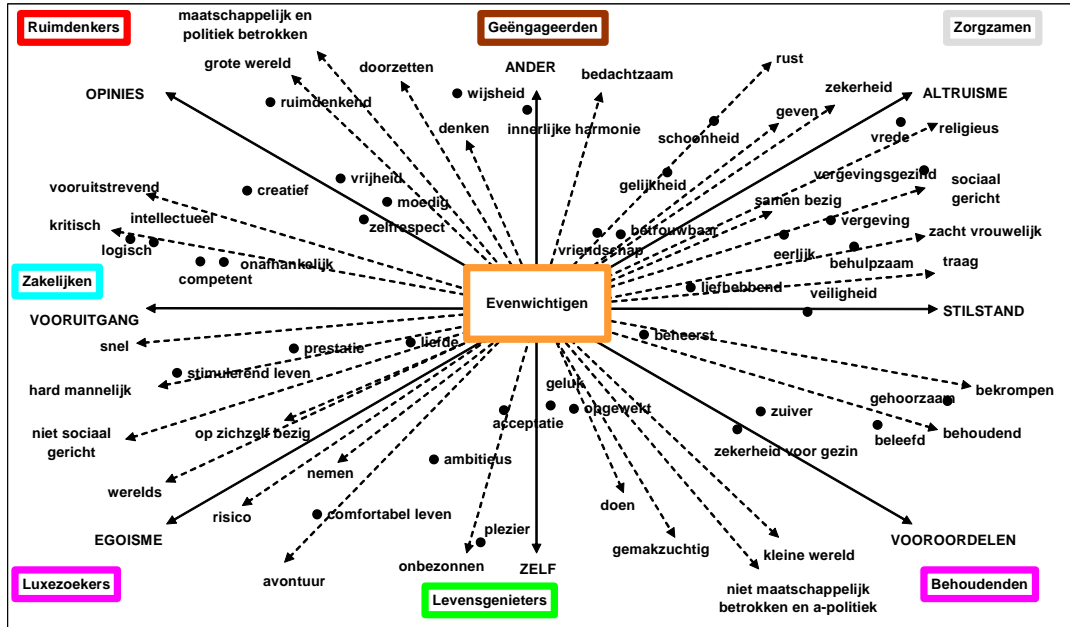 Ruimdenkers
maatschappelijk en
politiek betrokken
Geëngageerden
Zorgzamen
grote wereld
doorzetten
ANDER
bedachtzaam
rust
zekerheid
OPINIES
ruimdenkend
wijsheid
ALTRUISME
denken
innerlijke harmonie
geven
schoonheid
vrede
religieus
vooruitstrevend
creatief
vrijheid
moedig
gelijkheid
vergevingsgezind
samen bezig
sociaal
gericht
kritisch
intellectueel
zelfrespect
vriendschap
betrouwbaar
vergeving
zacht vrouwelijk
logisch
competent
onafhankelijk
eerlijk
behulpzaam
traag
Zakelijken
Evenwichtigen
liefhebbend
veiligheid
VOORUITGANG
STILSTAND
snel
prestatie
liefde
beheerst
stimulerend leven
hard mannelijk
geluk
opgewekt
acceptatie
zuiver
gehoorzaam
bekrompen
niet sociaal
gericht
op zichzelf bezig
beleefd
behoudend
zekerheid voor gezin
nemen
ambitieus
werelds
risico
comfortabel leven
plezier
doen
EGOISME
avontuur
onbezonnen
ZELF
gemakzuchtig
kleine wereld
VOOROORDELEN
Luxezoekers
Levensgenieters
niet maatschappelijk
betrokken en a-politiek
Behoudenden